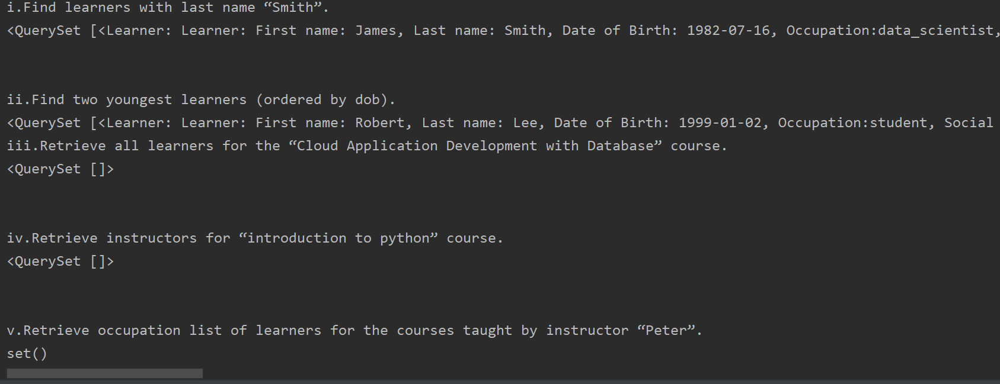 i.Find learners with last name “Smith”.
<QuerySet [<Learner: Learner: First name: James, Last name: Smith, Date of Birth: 1982-07-16, Occupation:data_scientist,
ii.Find two youngest learners (ordered by dob).
<QuerySet [<Learner: Learner: First name: Robert, Last name: Lee, Date of Birth: 1999-01-02, Occupation:student, Social
iii.Retrieve all learners for the “Cloud Application Development with Database” course.
<QuerySet []>
iv.Retrieve instructors for “introduction to python” course.
<QuerySet []>
v.Retrieve occupation list of learners for the courses taught by instructor “Peter”.
set()